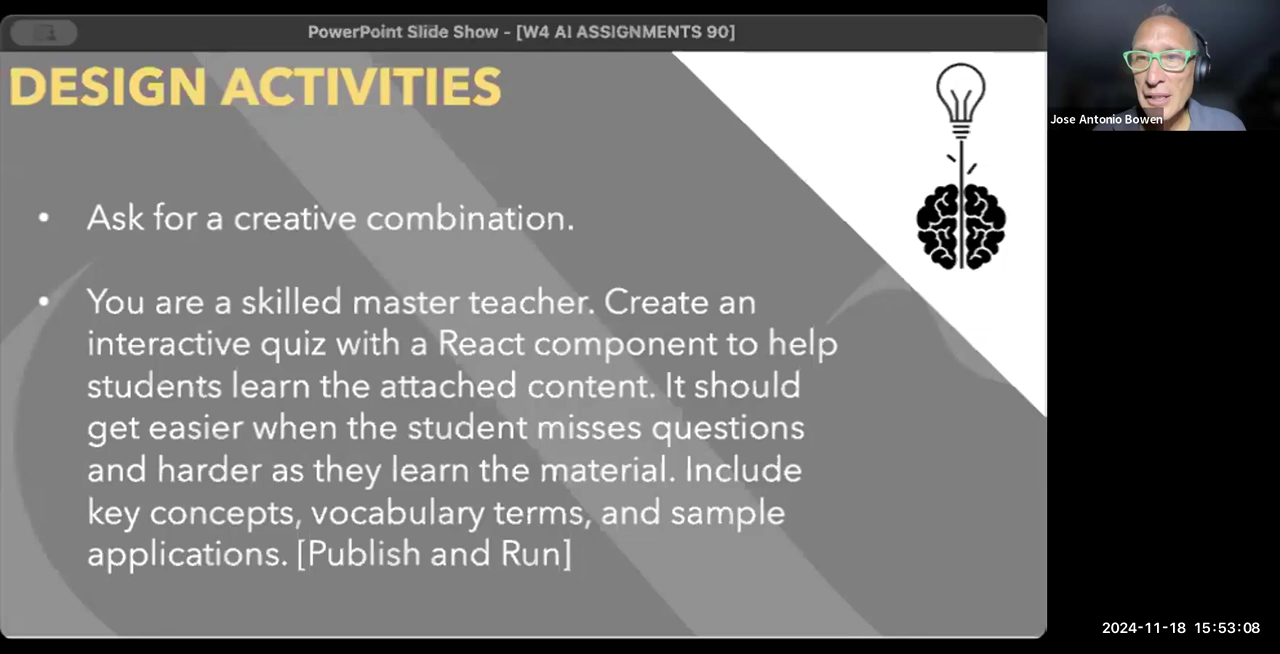 PowerPoint Slide Show - [W4 AI ASSIGNMENTS 90]
DESIGN ACTIVITIES
• Ask for a creative combination.
• You are a skilled master teacher. Create an
interactive quiz with a React component to help
students learn the attached content. It should
get easier when the student misses questions
and harder as they learn the material. Include
key concepts, vocabulary terms, and sample
applications. [Publish and Run]
Jose Antonio Bowen
2024-11-18 15:53:08